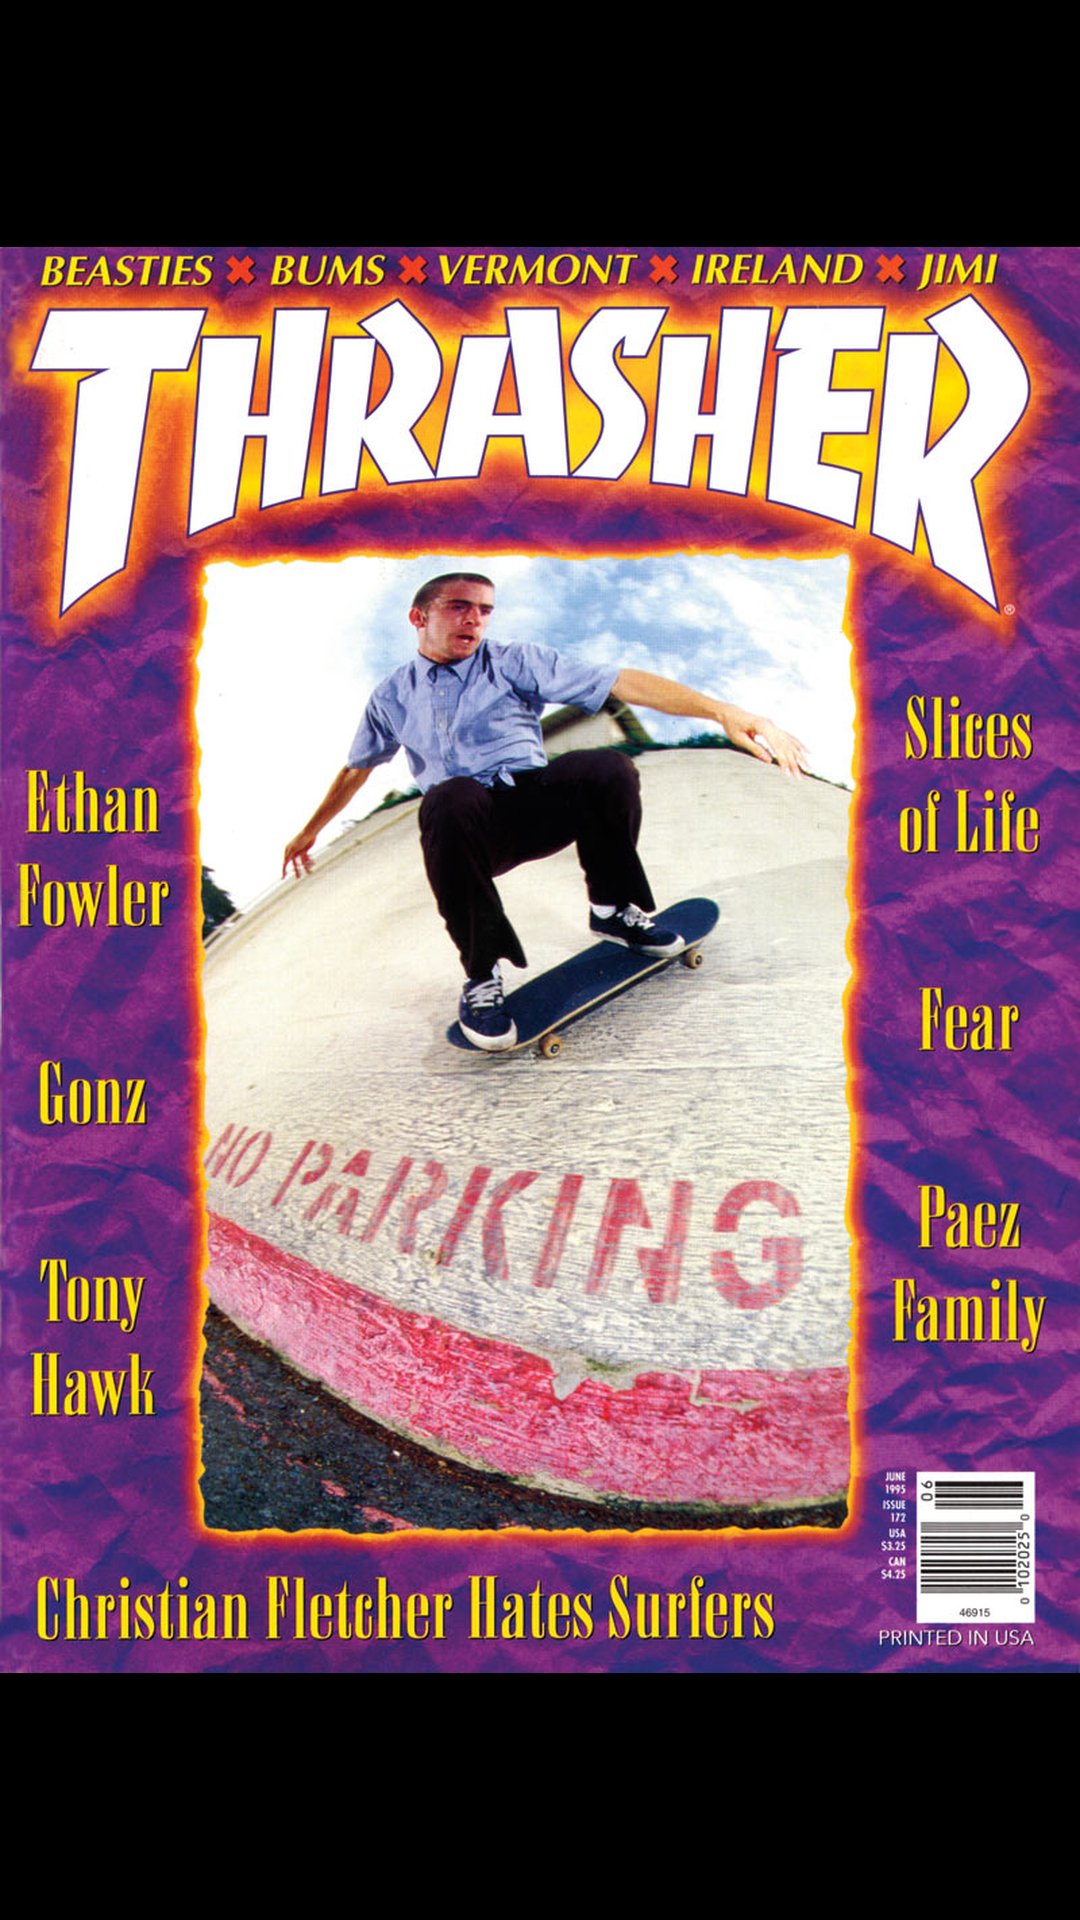 BEASTIES ✖ BUMS ✖ VERMONT ✖ IRELAND ✖ JIMI
THRASHER®
Ethan
Fowler
Gonz
Tony
Hawk
Slices
of Life
Fear
Paez
Family
NO PARKING
Christian Fletcher Hates Surfers
JUNE
1995
ISSUE
172
USA
$3.25
CAN
$4.25
06
0 102025 0
46915
PRINTED IN USA